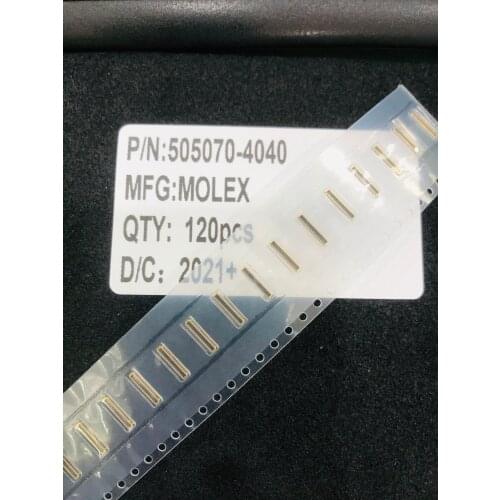 P/N:505070-4040
MFG:MOLEX
QTY: 120pcs
D/C: 2021+